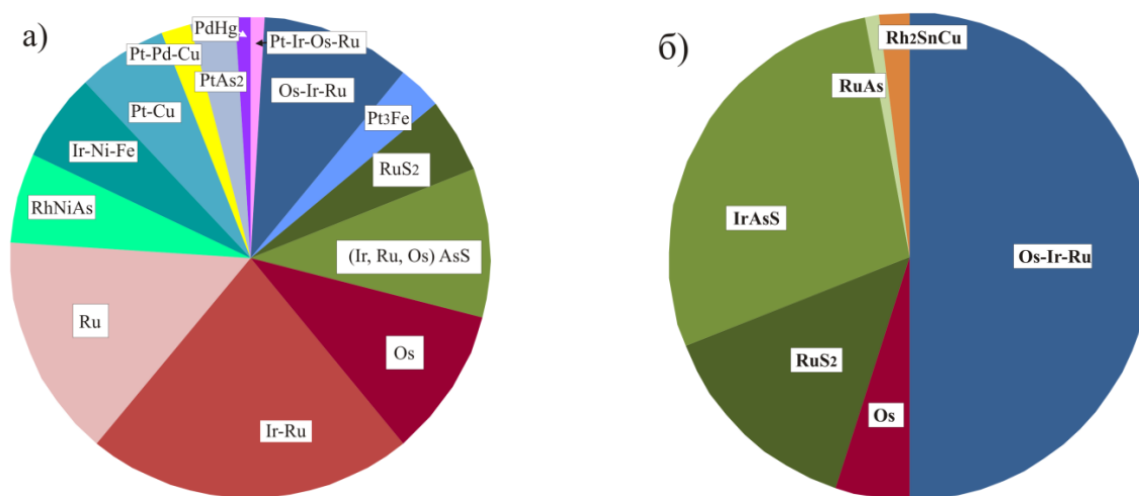 а)
PdHg
Pt-Ir-Os-Ru
Pt-Pd-Cu
PtAs2
Os-Ir-Ru
Pt-Cu
Pt3Fe
Ir-Ni-Fe
RuS2
RhNiAs
(Ir, Ru, Os) AsS
Ru
Os
Ir-Ru
б)
Rh2SnCu
RuAs
IrAsS
Os-Ir-Ru
RuS2
Os